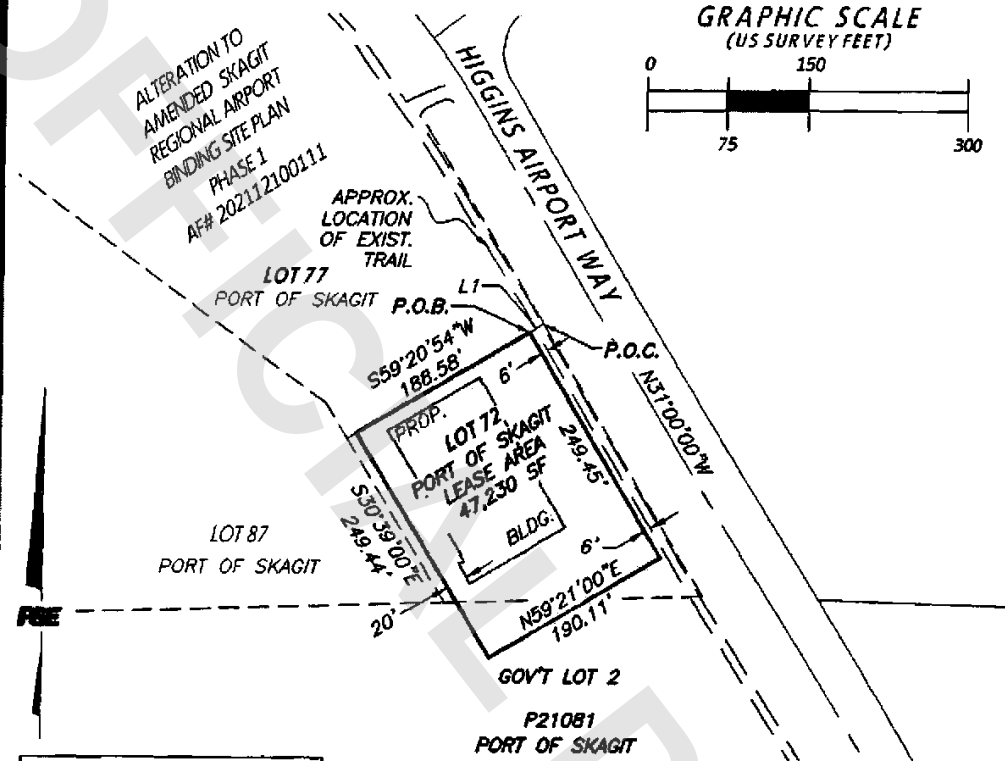 GRAPHIC SCALE
(US SURVEY FEET)
0 150
75 300
ALTERATION TO
AMENDED SKAGIT
REGIONAL AIRPORT
BINDING SITE PLAN
PHASE 1
AF# 202112100111
HIGGINS AIRPORT WAY
APPROX.
LOCATION
OF EXIST.
TRAIL
LOT 77
PORT OF SKAGIT
L1
P.O.B.
P.O.C.
S59°20'54"W
188.58'
6'
N31°00'00"W
PROP.
LOT 72
PORT OF SKAGIT
LEASE AREA
47,230 SF
249.45'
BLDG.
S30°39'00"E
249.44'
6'
LOT 87
PORT OF SKAGIT
20'
N59°21'00"E
190.11'
GOV'T LOT 2
P21081
PORT OF SKAGIT